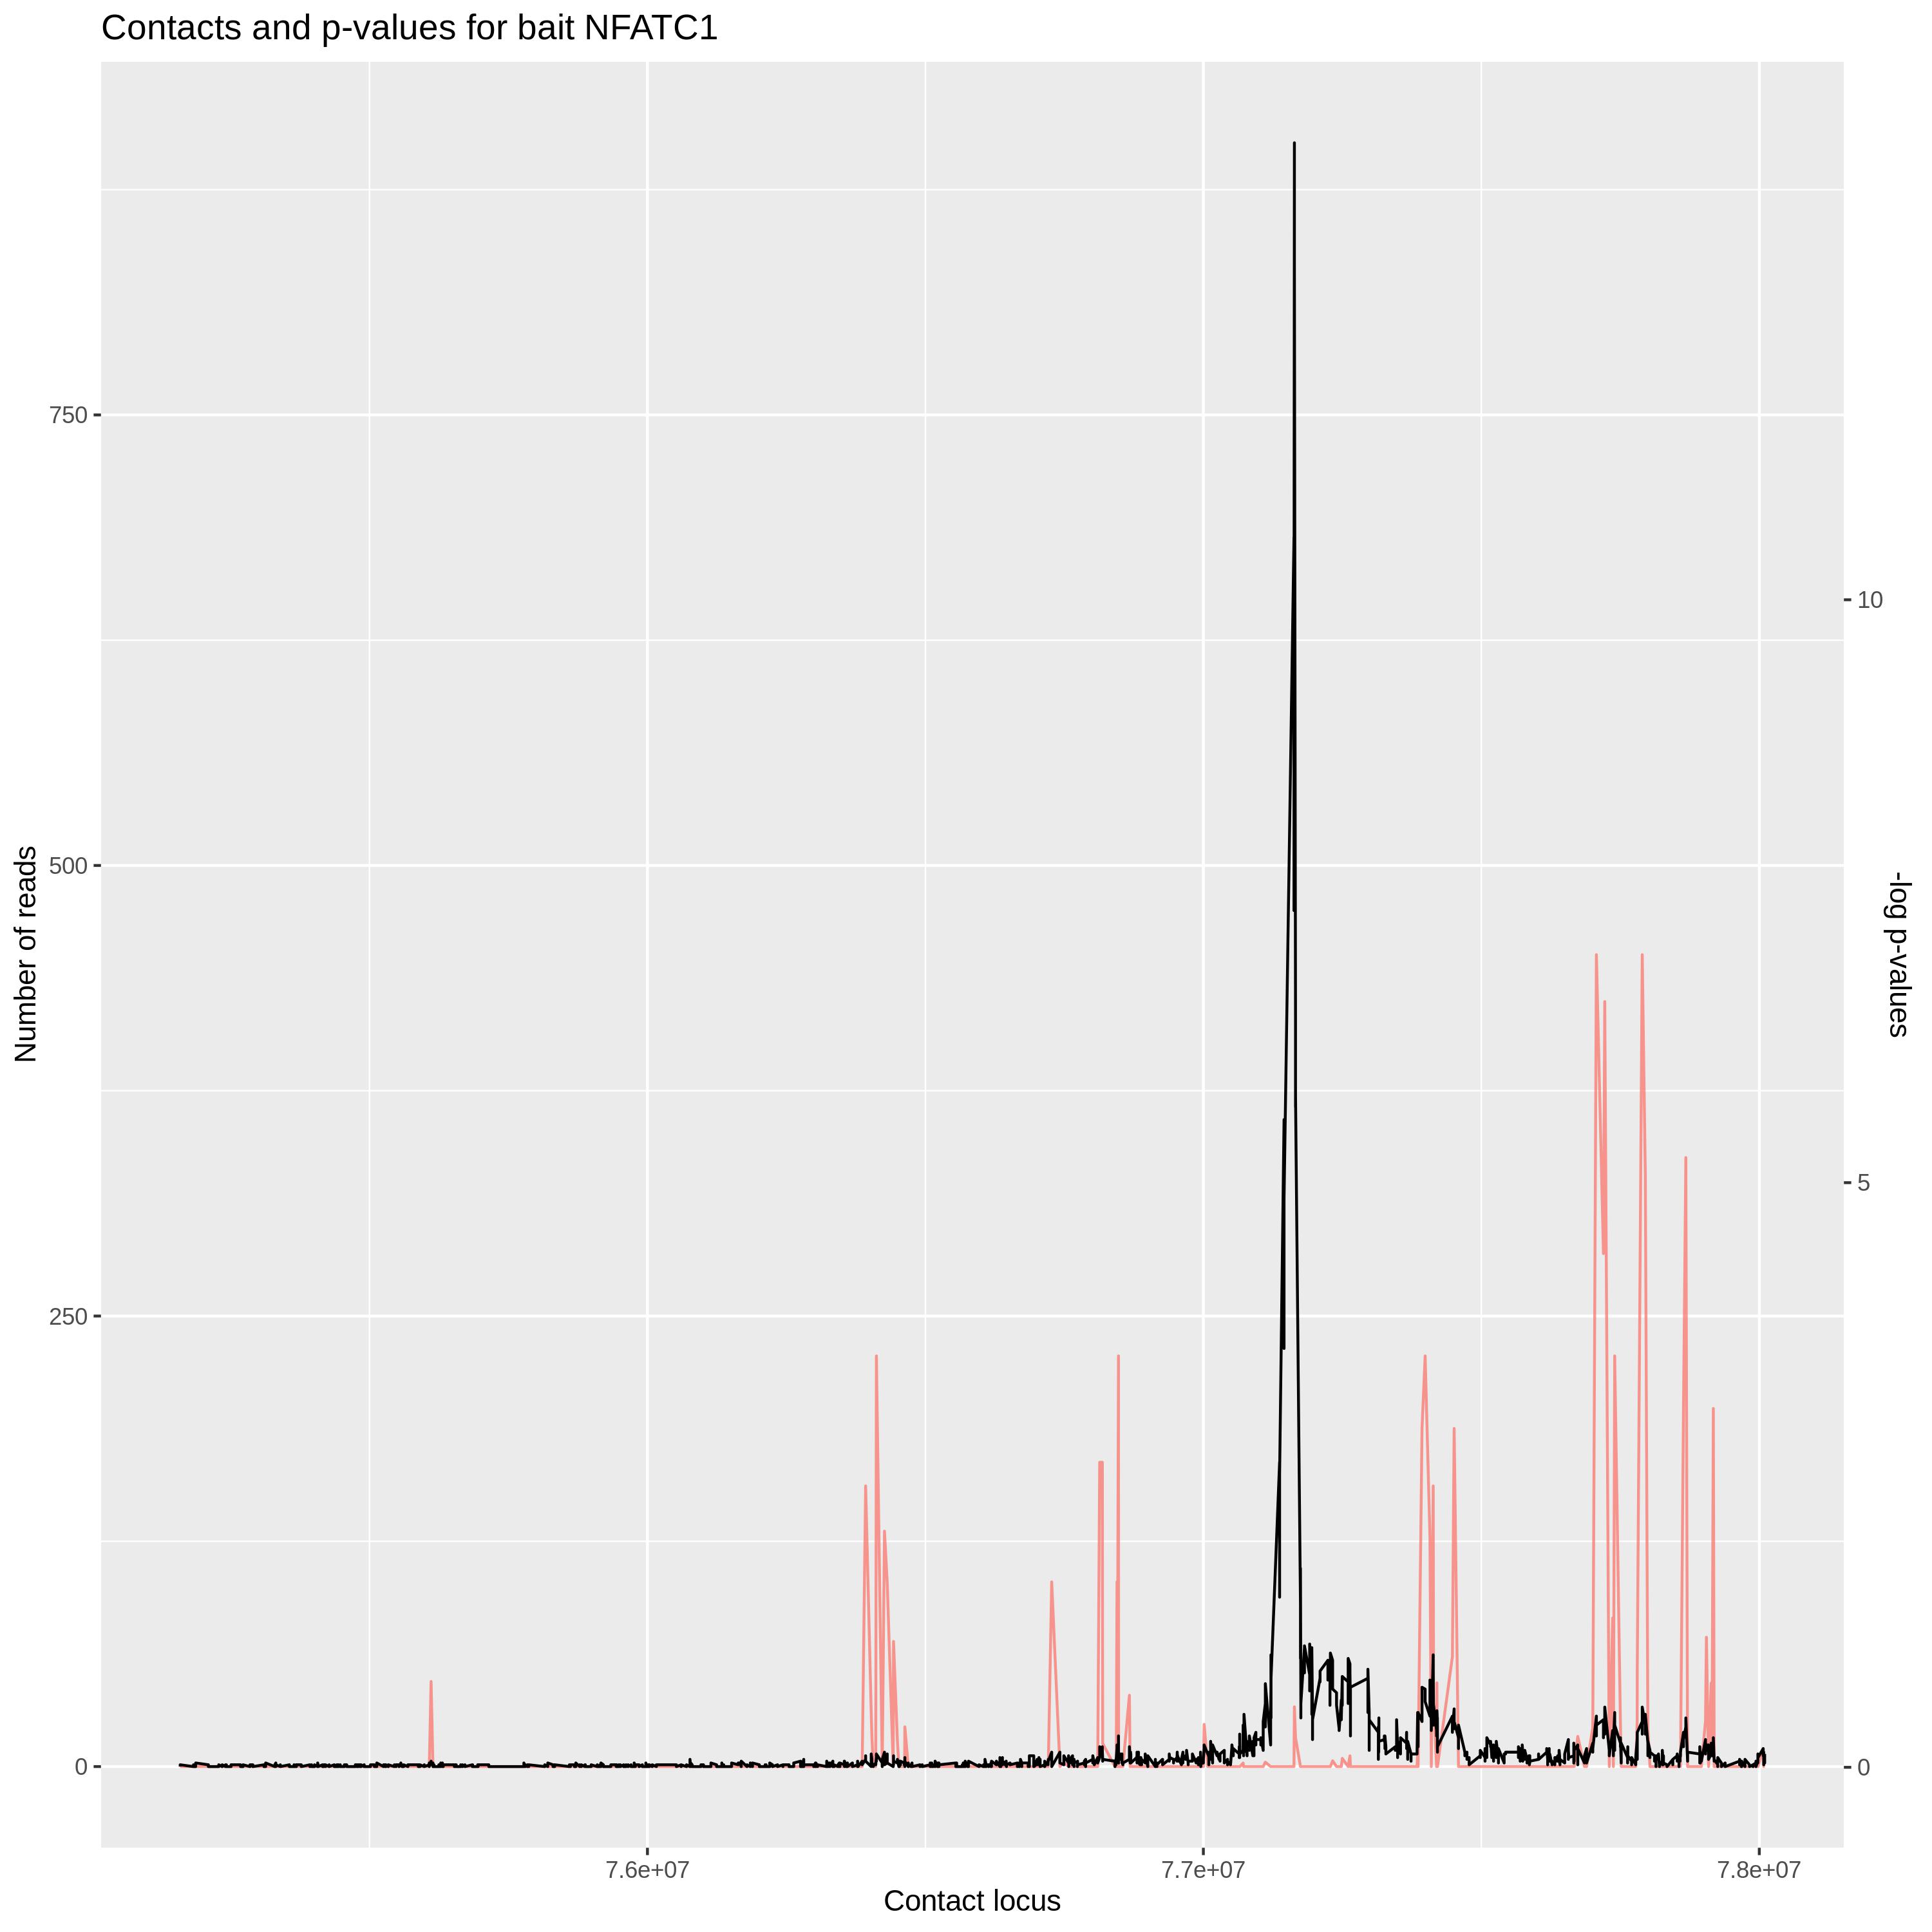 Contacts and p-values for bait NFATC1
Number of reads
750
500
250
0
10
5
0
-log p-values
7.6e+07
7.7e+07
7.8e+07
Contact locus